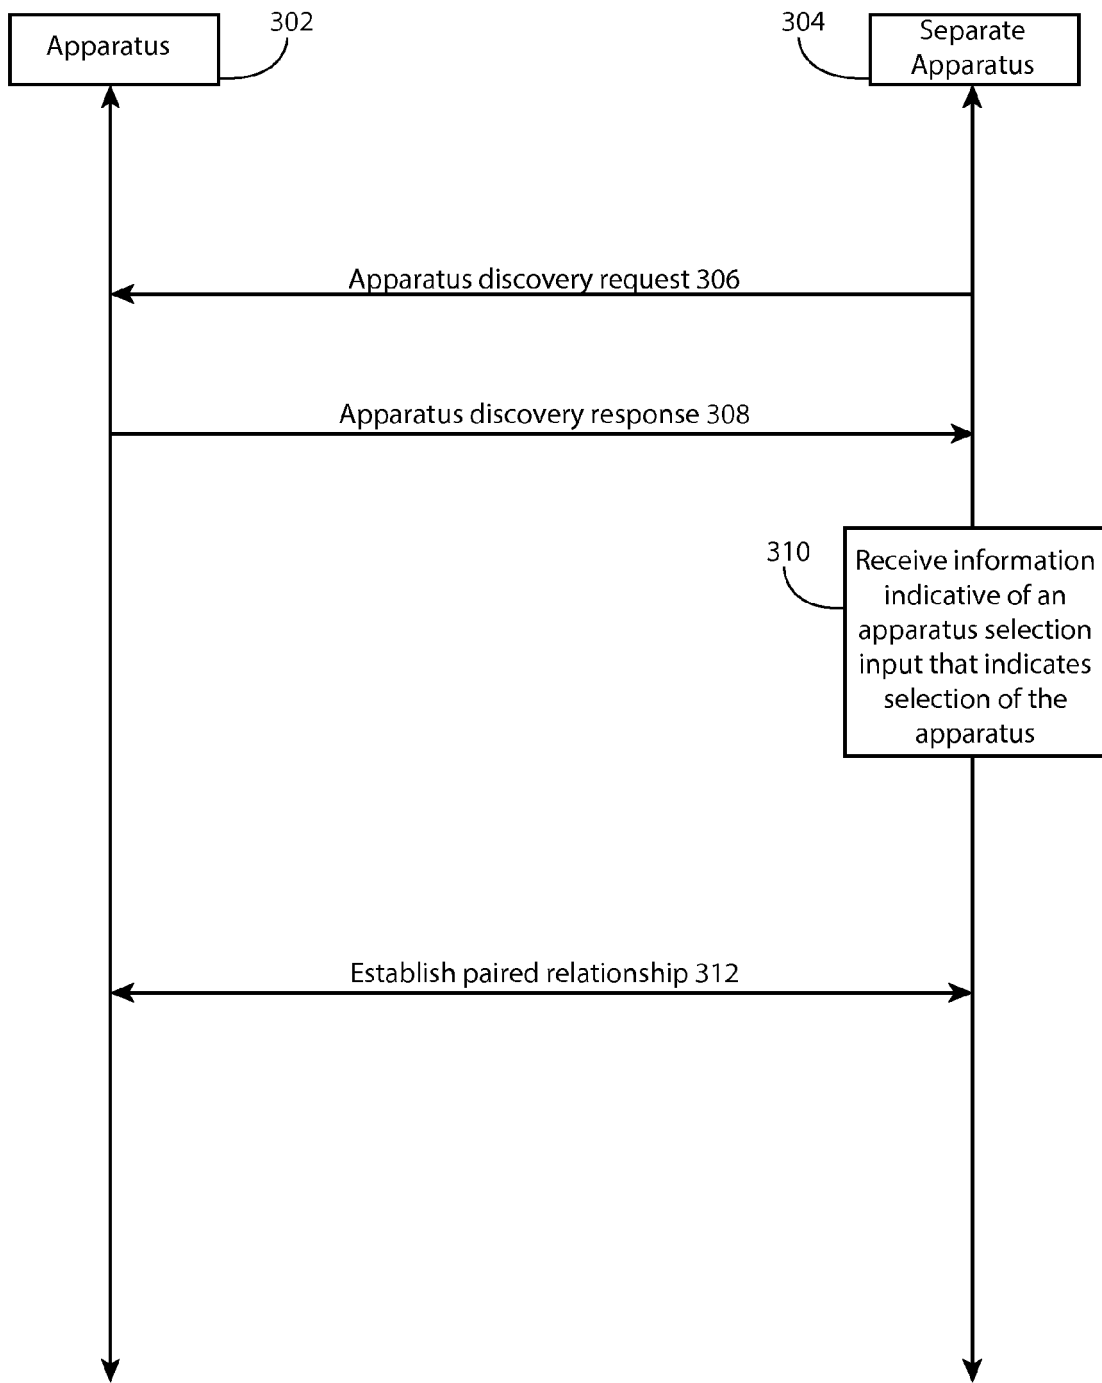 Apparatus
302
304
Separate
Apparatus
Apparatus discovery request 306
Apparatus discovery response 308
310
Receive information
indicative of an
apparatus selection
input that indicates
selection of the
apparatus
Establish paired relationship 312